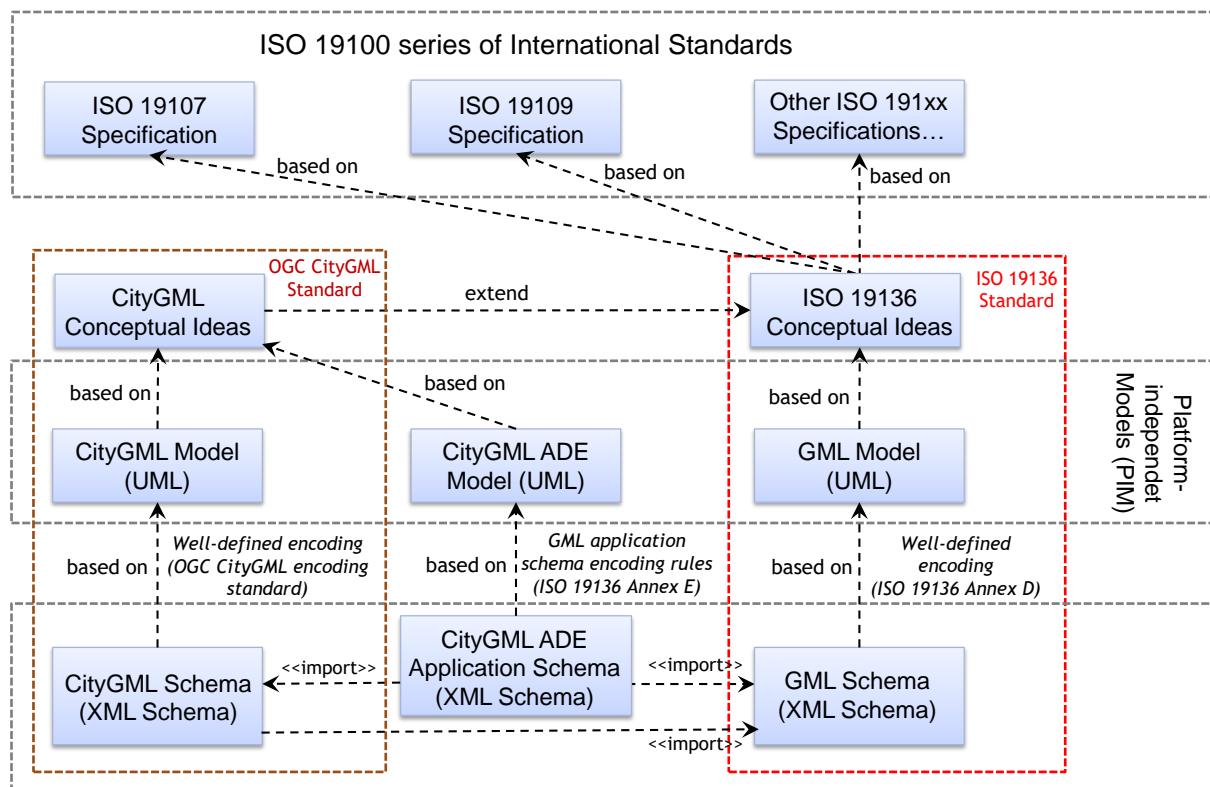 ISO 19100 series of International Standards
ISO 19107
Specification
ISO 19109
Specification
Other ISO 191xx
Specifications…
based on
based on
based on
OGC CityGML
Standard
CityGML
Conceptual Ideas
extend
ISO 19136
Conceptual Ideas
ISO 19136
Standard
based on
based on
based on
Platform-
independet
Models (PIM)
CityGML Model
(UML)
CityGML ADE
Model (UML)
GML Model
(UML)
based on
Well-defined encoding
(OGC CityGML encoding
standard)
based on
GML application
schema encoding rules
(ISO 19136 Annex E)
based on
Well-defined
encoding
(ISO 19136 Annex D)
CityGML Schema
(XML Schema)
<<import>>
CityGML ADE
Application Schema
(XML Schema)
<<import>>
GML Schema
(XML Schema)
<<import>>